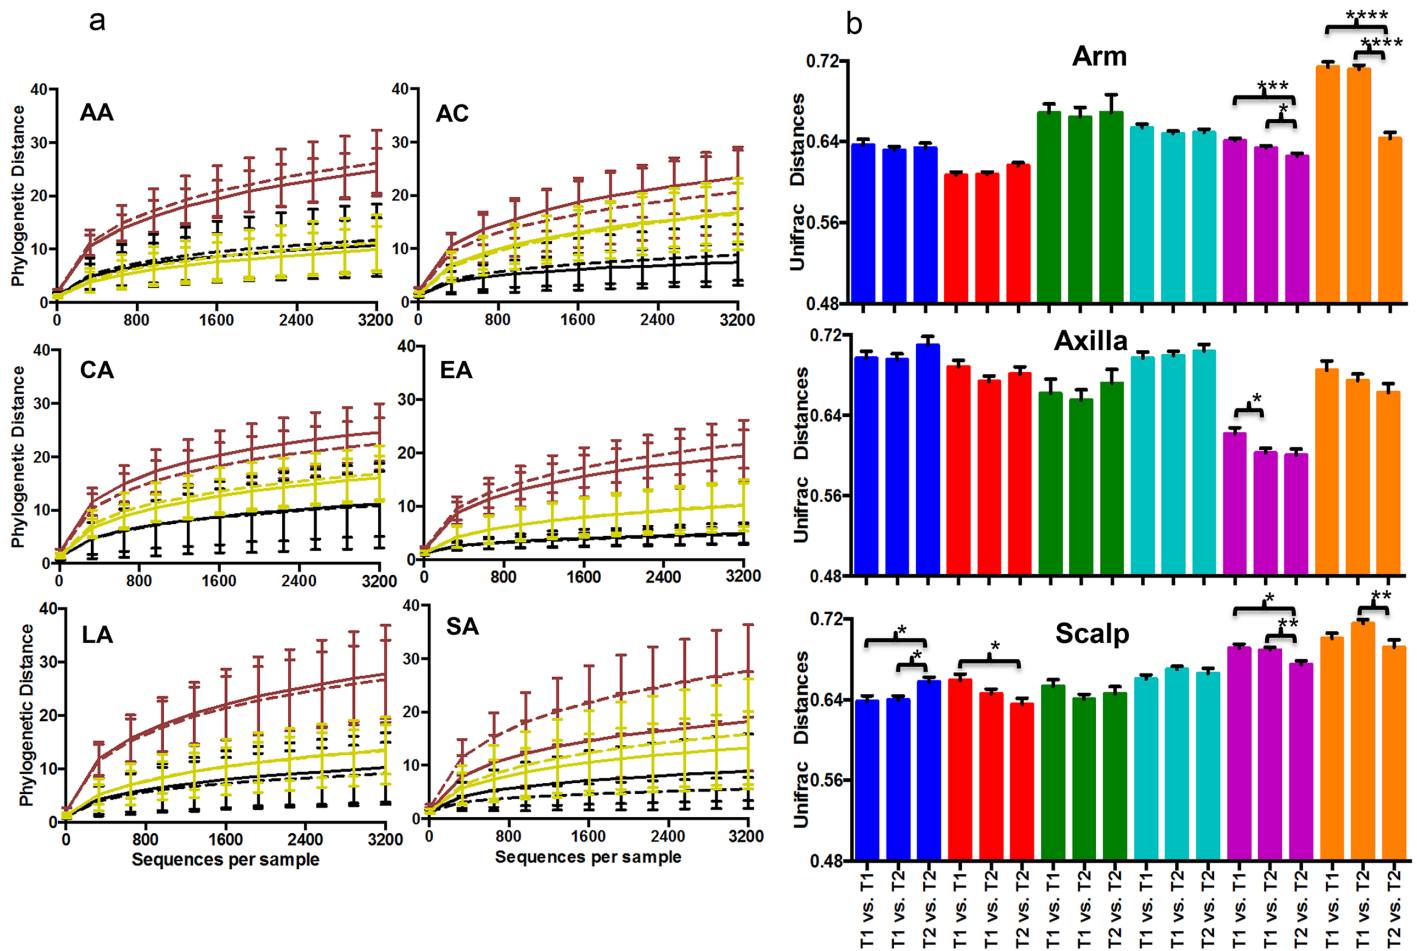 a
b
AA
AC
Phylogenetic Distance
40
30
20
10
0
0 800 1600 2400 3200
40
30
20
10
0
0 800 1600 2400 3200
CA
EA
Phylogenetic Distance
40
30
20
10
0
0 800 1600 2400 3200
40
30
20
10
0
0 800 1600 2400 3200
LA
SA
Phylogenetic Distance
40
30
20
10
0
0 800 1600 2400 3200
Sequences per sample
40
30
20
10
0
0 800 1600 2400 3200
Sequences per sample
Arm
Unifrac Distances
0.72
0.64
0.56
0.48
***
*
****
****
Axilla
Unifrac Distances
0.72
0.64
0.56
0.48
*
Scalp
Unifrac Distances
0.72
0.64
0.56
0.48
*
*
*
*
**
**
T1 vs. T1
T1 vs. T2
T2 vs. T2
T1 vs. T1
T1 vs. T2
T2 vs. T2
T1 vs. T1
T1 vs. T2
T2 vs. T2
T1 vs. T1
T1 vs. T2
T2 vs. T2
T1 vs. T1
T1 vs. T2
T2 vs. T2
T1 vs. T1
T1 vs. T2
T2 vs. T2